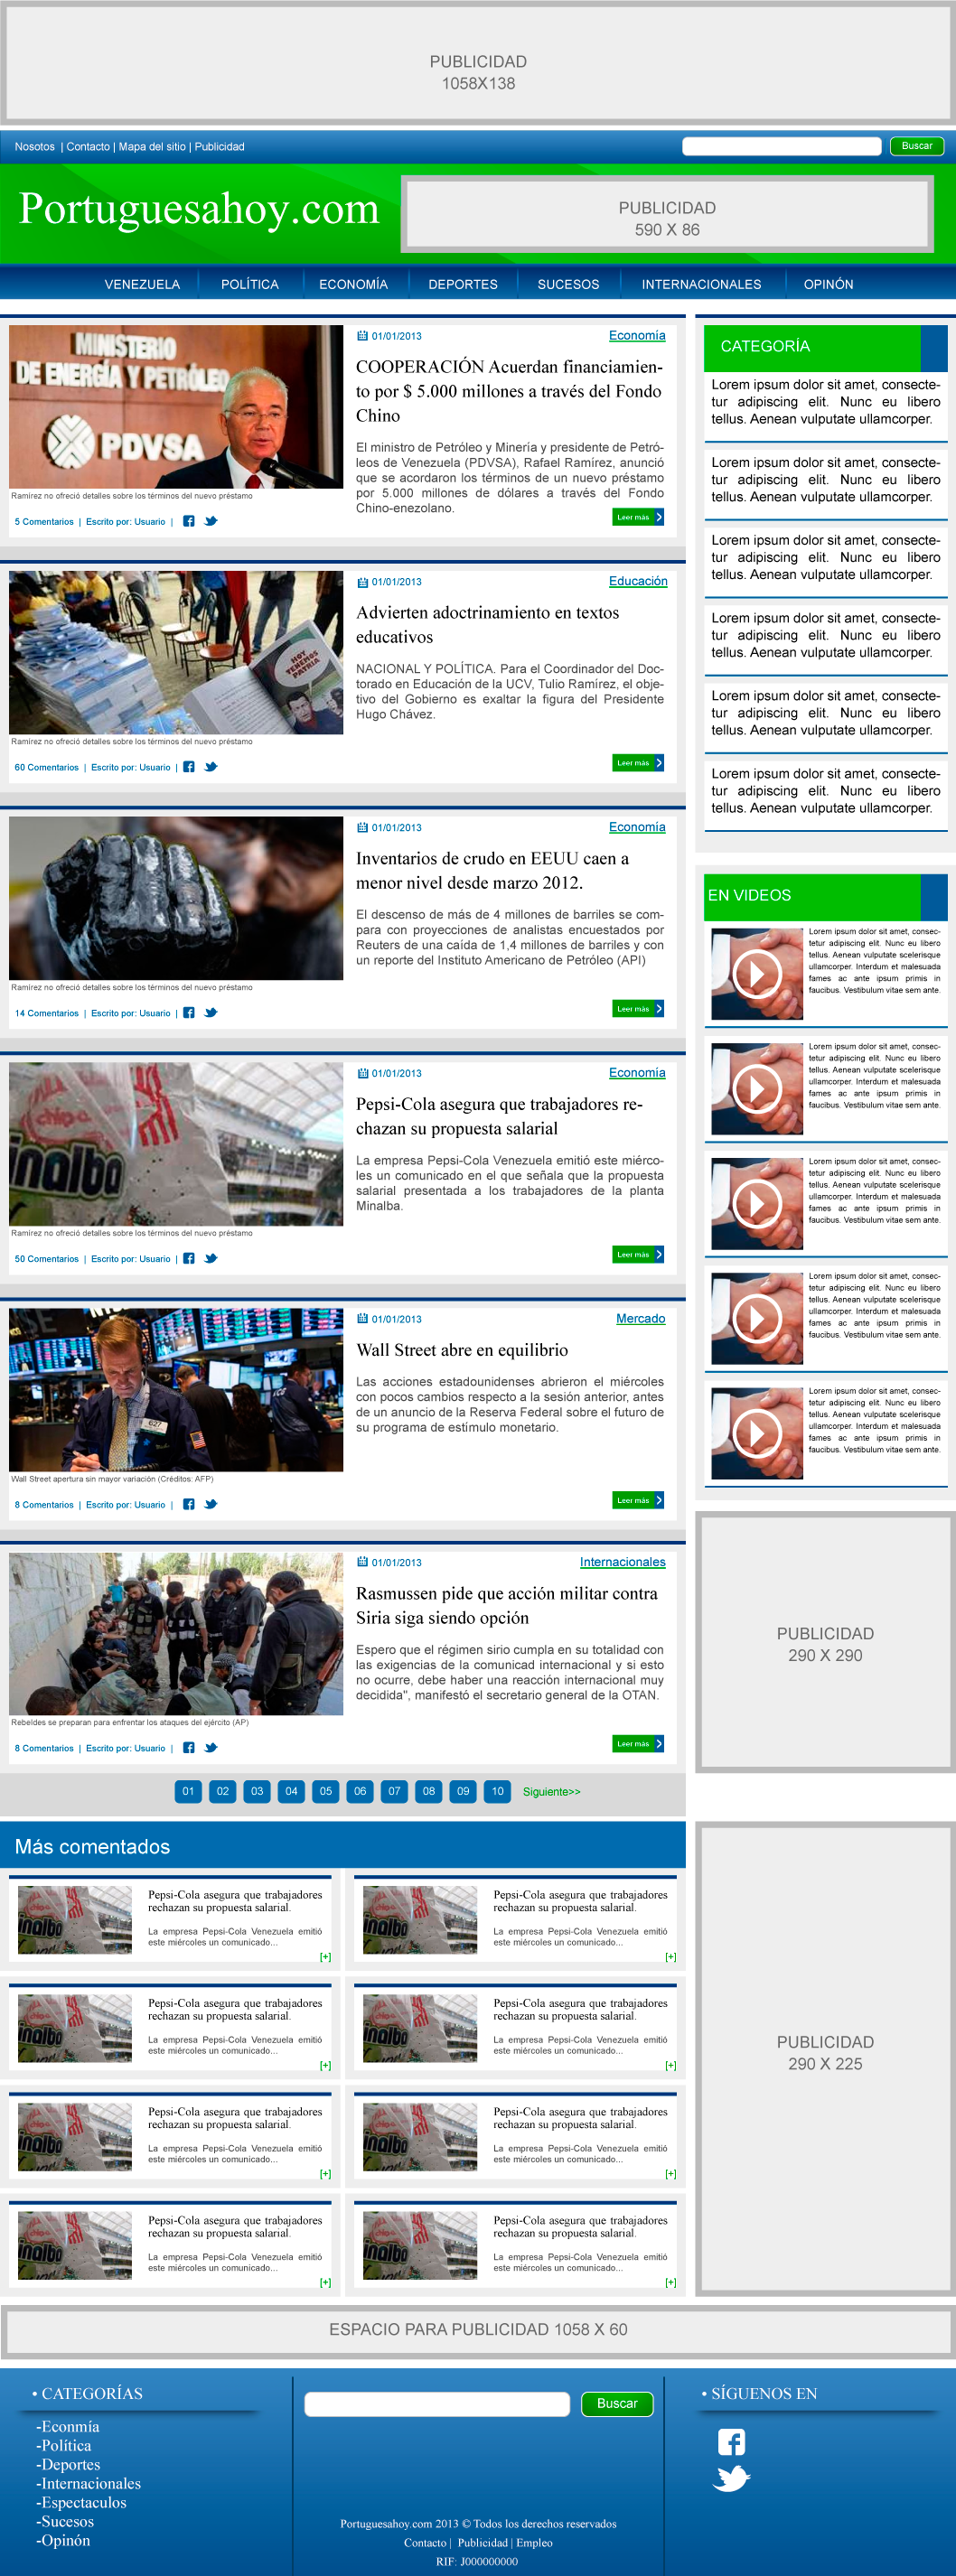 PUBLICIDAD
1058X138
Nosotos | Contacto | Mapa del sitio | Publicidad
Buscar
Portuguesahoy.com
PUBLICIDAD
590 X 86
VENEZUELA POLÍTICA ECONOMÍA DEPORTES SUCESOS INTERNACIONALES OPINÓN
MINISTERIO
DE ENERGÍA Y PETRÓLEO
PDVSA
Ramírez no ofreció detalles sobre los términos del nuevo préstamo
5 Comentarios | Escrito por: Usuario |
01/01/2013 Economía
COOPERACIÓN Acuerdan financiamien-
to por $ 5.000 millones a través del Fondo
Chino
El ministro de Petróleo y Minería y presidente de Petró-
leos de Venezuela (PDVSA), Rafael Ramírez, anunció
que se acordaron los términos de un nuevo préstamo
por 5.000 millones de dólares a través del Fondo
Chino-enezolano.
Leer más
HOY
TENEMOS
PATRIA
Ramírez no ofreció detalles sobre los términos del nuevo préstamo
60 Comentarios | Escrito por: Usuario |
01/01/2013 Educación
Advierten adoctrinamiento en textos
educativos
NACIONAL Y POLÍTICA. Para el Coordinador del Doc-
torado en Educación de la UCV, Tulio Ramírez, el obje-
tivo del Gobierno es exaltar la figura del Presidente
Hugo Chávez.
Leer más
Ramírez no ofreció detalles sobre los términos del nuevo préstamo
14 Comentarios | Escrito por: Usuario |
01/01/2013 Economía
Inventarios de crudo en EEUU caen a
menor nivel desde marzo 2012.
El descenso de más de 4 millones de barriles se com-
para con proyecciones de analistas encuestados por
Reuters de una caída de 1,4 millones de barriles y con
un reporte del Instituto Americano de Petróleo (API)
Leer más
inalba
Ramírez no ofreció detalles sobre los términos del nuevo préstamo
50 Comentarios | Escrito por: Usuario |
01/01/2013 Economía
Pepsi-Cola asegura que trabajadores re-
chazan su propuesta salarial
La empresa Pepsi-Cola Venezuela emitió este miérco-
les un comunicado en el que señala que la propuesta
salarial presentada a los trabajadores de la planta
Minalba.
Leer más
627
Wall Street apertura sin mayor variación (Créditos: AFP)
8 Comentarios | Escrito por: Usuario |
01/01/2013 Mercado
Wall Street abre en equilibrio
Las acciones estadounidenses abrieron el miércoles
con pocos cambios respecto a la sesión anterior, antes
de un anuncio de la Reserva Federal sobre el futuro de
su programa de estímulo monetario.
Leer más
Rebeldes se preparan para enfrentar los ataques del ejército (AP)
8 Comentarios | Escrito por: Usuario |
01/01/2013 Internacionales
Rasmussen pide que acción militar contra
Siria siga siendo opción
Espero que el régimen sirio cumpla en su totalidad con
las exigencias de la comunicad internacional y si esto
no ocurre, debe haber una reacción internacional muy
decidida", manifestó el secretario general de la OTAN.
Leer más
01 02 03 04 05 06 07 08 09 10 Siguiente>>
CATEGORÍA
Lorem ipsum dolor sit amet, consecte-
tur adipiscing elit. Nunc eu libero
tellus. Aenean vulputate ullamcorper.
Lorem ipsum dolor sit amet, consecte-
tur adipiscing elit. Nunc eu libero
tellus. Aenean vulputate ullamcorper.
Lorem ipsum dolor sit amet, consecte-
tur adipiscing elit. Nunc eu libero
tellus. Aenean vulputate ullamcorper.
Lorem ipsum dolor sit amet, consecte-
tur adipiscing elit. Nunc eu libero
tellus. Aenean vulputate ullamcorper.
Lorem ipsum dolor sit amet, consecte-
tur adipiscing elit. Nunc eu libero
tellus. Aenean vulputate ullamcorper.
Lorem ipsum dolor sit amet, consecte-
tur adipiscing elit. Nunc eu libero
tellus. Aenean vulputate ullamcorper.
EN VIDEOS
Lorem ipsum dolor sit amet, consec-
tetur adipiscing elit. Nunc eu libero
tellus. Aenean vulputate scelerisque
ullamcorper. Interdum et malesuada
fames ac ante ipsum primis in
faucibus. Vestibulum vitae sem ante.
Lorem ipsum dolor sit amet, consec-
tetur adipiscing elit. Nunc eu libero
tellus. Aenean vulputate scelerisque
ullamcorper. Interdum et malesuada
fames ac ante ipsum primis in
faucibus. Vestibulum vitae sem ante.
Lorem ipsum dolor sit amet, consec-
tetur adipiscing elit. Nunc eu libero
tellus. Aenean vulputate scelerisque
ullamcorper. Interdum et malesuada
fames ac ante ipsum primis in
faucibus. Vestibulum vitae sem ante.
Lorem ipsum dolor sit amet, consec-
tetur adipiscing elit. Nunc eu libero
tellus. Aenean vulputate scelerisque
ullamcorper. Interdum et malesuada
fames ac ante ipsum primis in
faucibus. Vestibulum vitae sem ante.
Lorem ipsum dolor sit amet, consec-
tetur adipiscing elit. Nunc eu libero
tellus. Aenean vulputate scelerisque
ullamcorper. Interdum et malesuada
fames ac ante ipsum primis in
faucibus. Vestibulum vitae sem ante.
PUBLICIDAD
290 X 290
Más comentados
Pepsi-Cola asegura que trabajadores
rechazan su propuesta salarial.
La empresa Pepsi-Cola Venezuela emitió
este miércoles un comunicado...
[+]
Pepsi-Cola asegura que trabajadores
rechazan su propuesta salarial.
La empresa Pepsi-Cola Venezuela emitió
este miércoles un comunicado...
[+]
Pepsi-Cola asegura que trabajadores
rechazan su propuesta salarial.
La empresa Pepsi-Cola Venezuela emitió
este miércoles un comunicado...
[+]
Pepsi-Cola asegura que trabajadores
rechazan su propuesta salarial.
La empresa Pepsi-Cola Venezuela emitió
este miércoles un comunicado...
[+]
Pepsi-Cola asegura que trabajadores
rechazan su propuesta salarial.
La empresa Pepsi-Cola Venezuela emitió
este miércoles un comunicado...
[+]
Pepsi-Cola asegura que trabajadores
rechazan su propuesta salarial.
La empresa Pepsi-Cola Venezuela emitió
este miércoles un comunicado...
[+]
Pepsi-Cola asegura que trabajadores
rechazan su propuesta salarial.
La empresa Pepsi-Cola Venezuela emitió
este miércoles un comunicado...
[+]
Pepsi-Cola asegura que trabajadores
rechazan su propuesta salarial.
La empresa Pepsi-Cola Venezuela emitió
este miércoles un comunicado...
[+]
PUBLICIDAD
290 X 225
ESPACIO PARA PUBLICIDAD 1058 X 60
• CATEGORÍAS
-Econmía
-Política
-Deportes
-Internacionales
-Espectaculos
-Sucesos
-Opinón
Buscar
Portuguesahoy.com 2013 © Todos los derechos reservados
Contacto | Publicidad | Empleo
RIF: J000000000
• SÍGUENOS EN